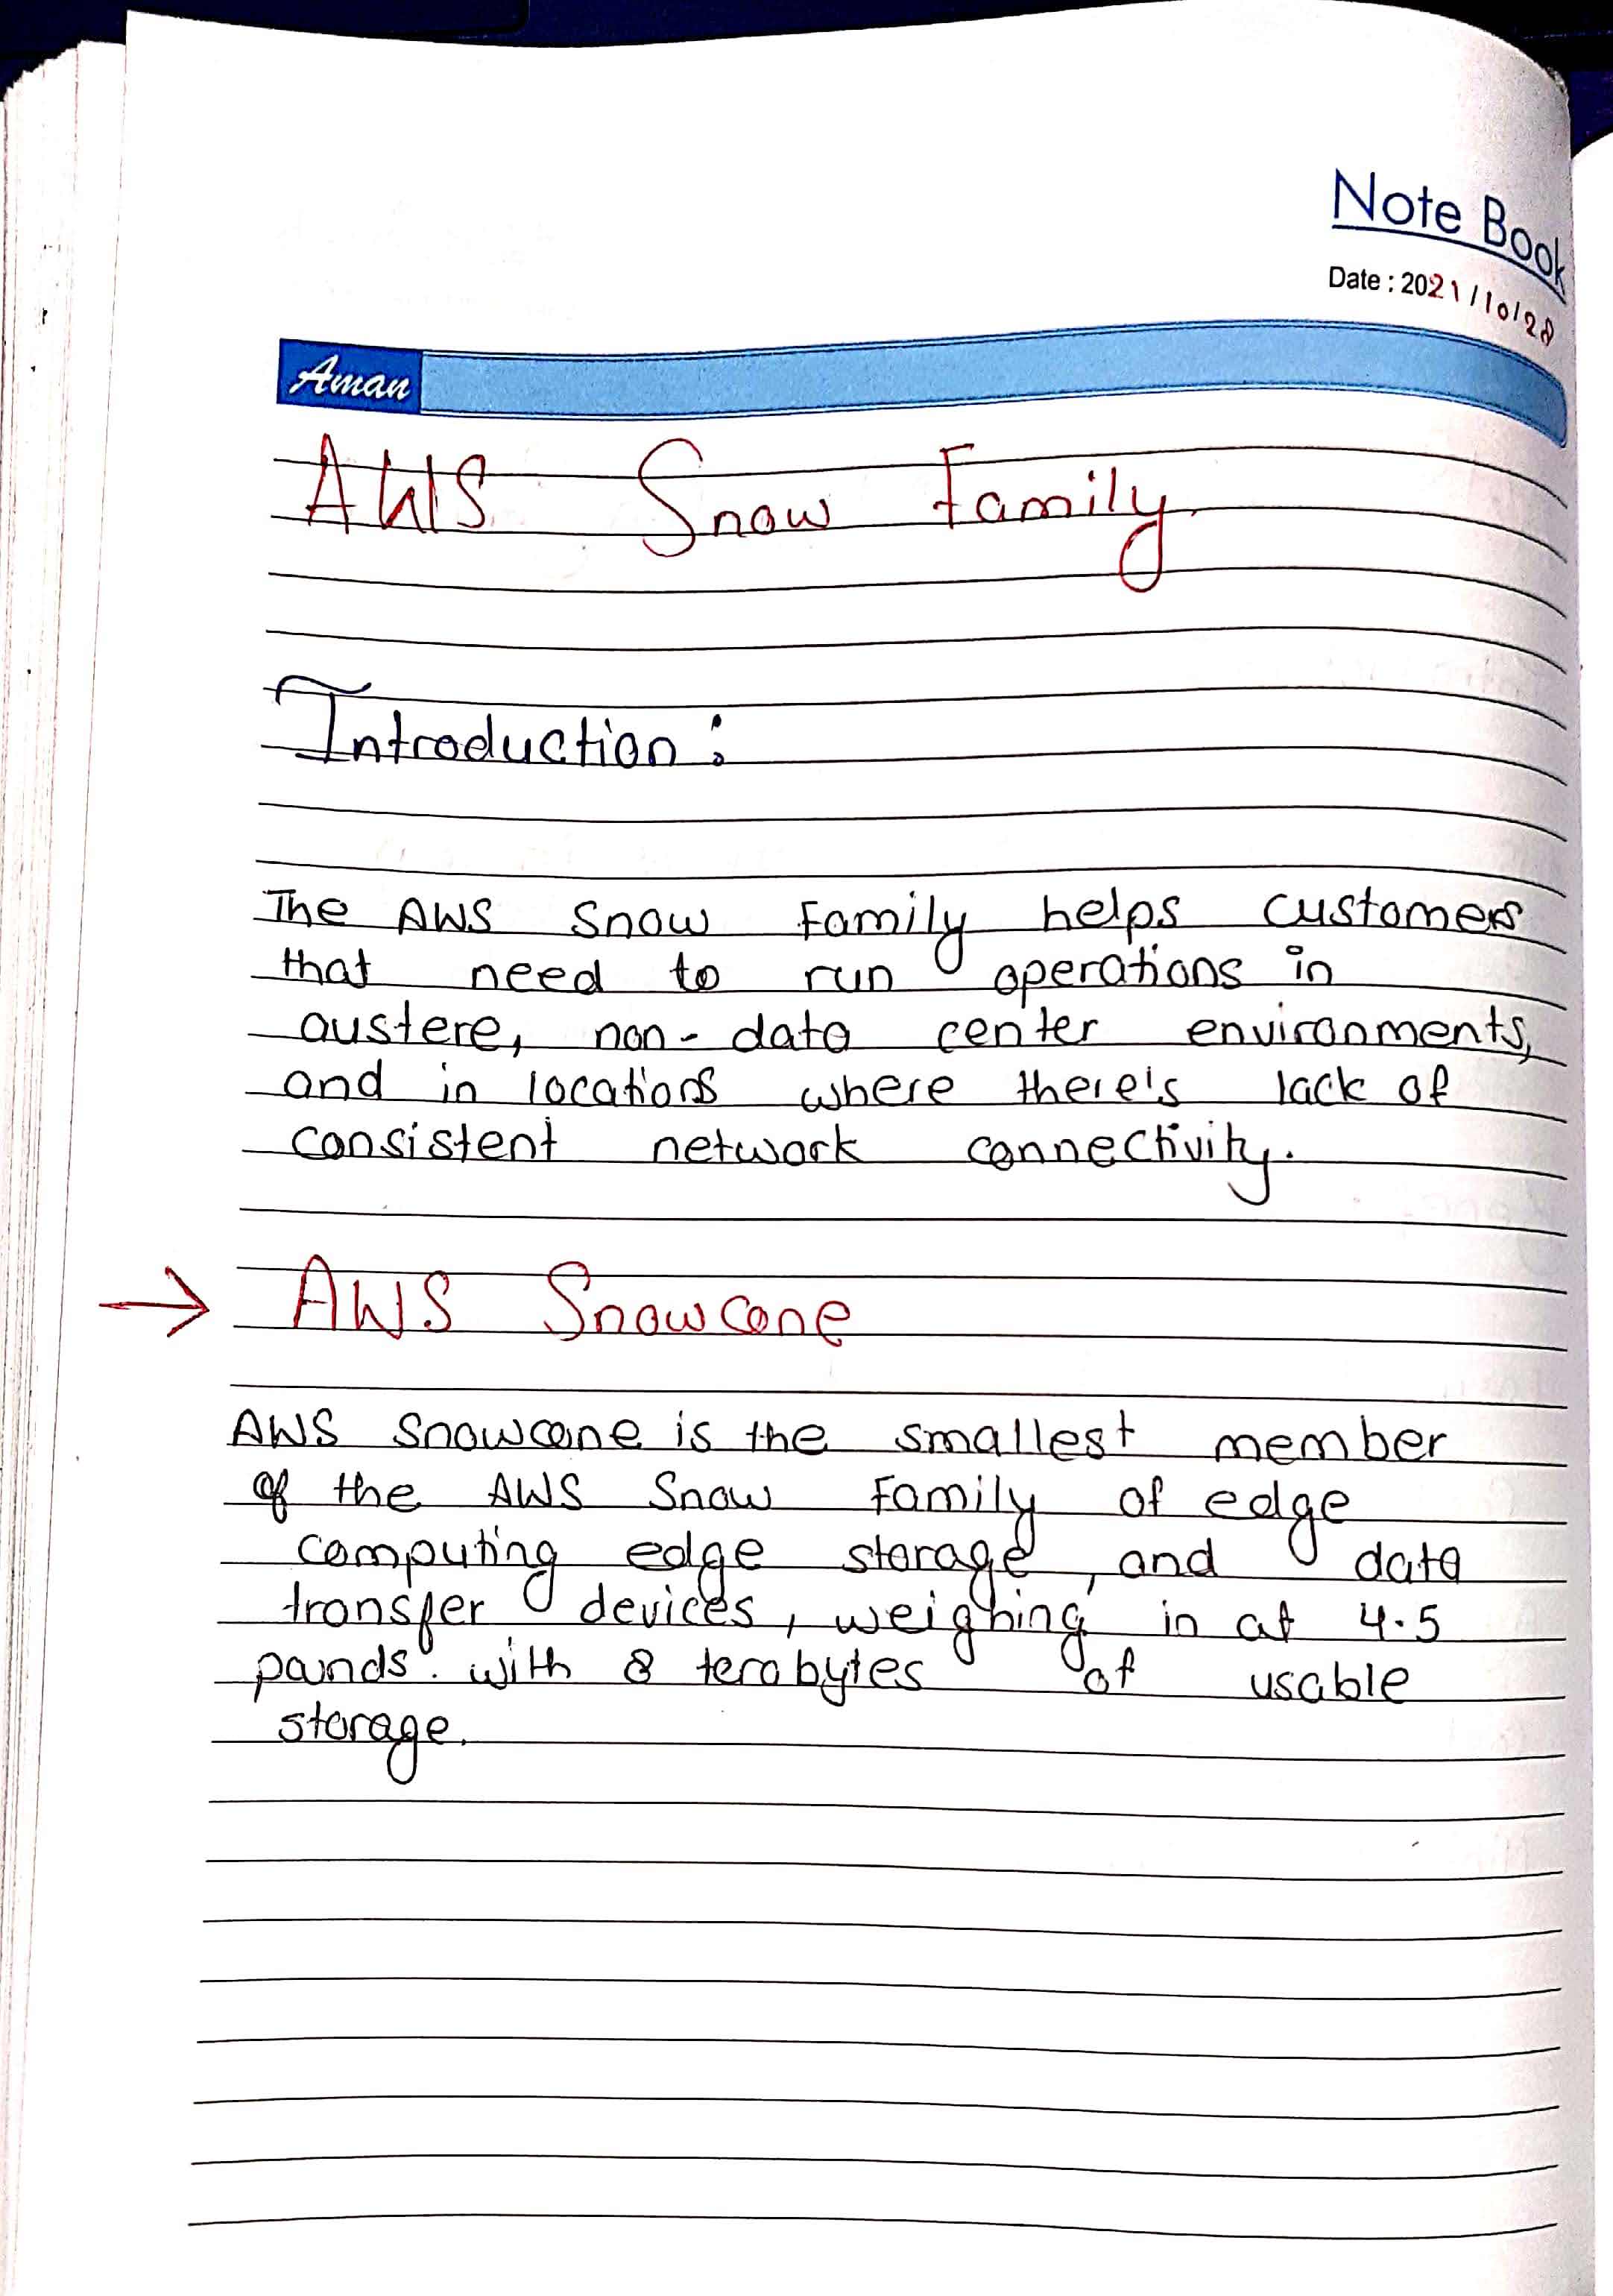 Note Book
Date : 2021/10/28
Aman
AWS Snow Family
Introduction :
The AWS Snow Family helps customers
that need to run operations in
austere, non-data center environments,
and in locations where there's lack of
consistent network connectivity.
→ AWS Snowcone
AWS Snowcone is the smallest member
of the AWS Snow Family of edge
computing edge storage, and data
transfer devices, weighing in at 4.5
pounds. with 8 terabytes of usable
storage.